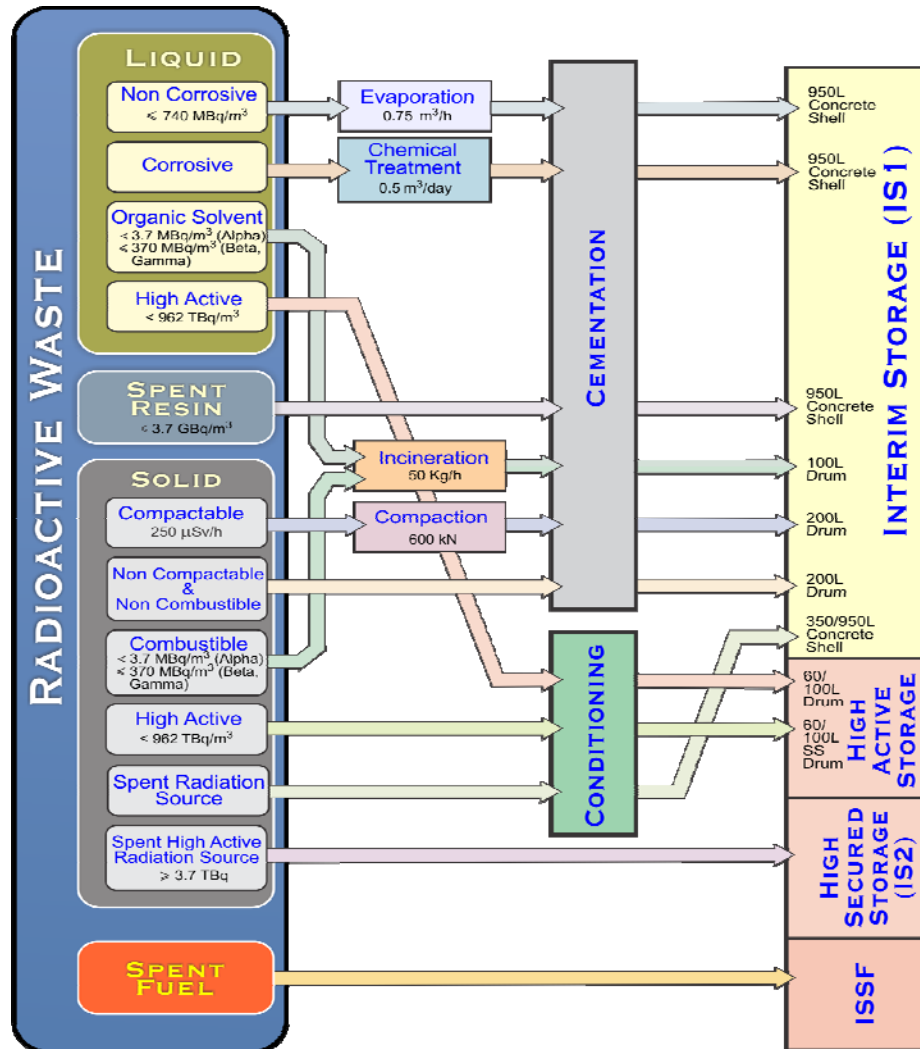 RADIOACTIVE WASTE
LIQUID
Non Corrosive
⩽ 740 MBq/m³
Corrosive
Organic Solvent
< 3.7 MBq/m³ (Alpha)
⩽ 370 MBq/m³ (Beta,
Gamma)
High Active
< 962 TBq/m³
SPENT
RESIN
⩽ 3.7 GBq/m³
SOLID
Compactable
250 µSv/h
Non Compactable
&
Non Combustible
Combustible
< 3.7 MBq/m³ (Alpha)
⩽ 370 MBq/m³ (Beta,
Gamma)
High Active
< 962 TBq/m³
Spent Radiation
Source
Spent High Active
Radiation Source
⩾ 3.7 TBq
SPENT
FUEL
Evaporation
0.75 m³/h
Chemical
Treatment
0.5 m³/day
Incineration
50 Kg/h
Compaction
600 kN
CEMENTATION
CONDITIONING
950L
Concrete
Shell
950L
Concrete
Shell
950L
Concrete
Shell
100L
Drum
200L
Drum
200L
Drum
350/950L
Concrete
Shell
INTERIM STORAGE (IS1)
60/
100L
Drum
60/
100L
SS
Drum
HIGH
ACTIVE
STORAGE
HIGH
SECURED
STORAGE
(IS2)
ISSF